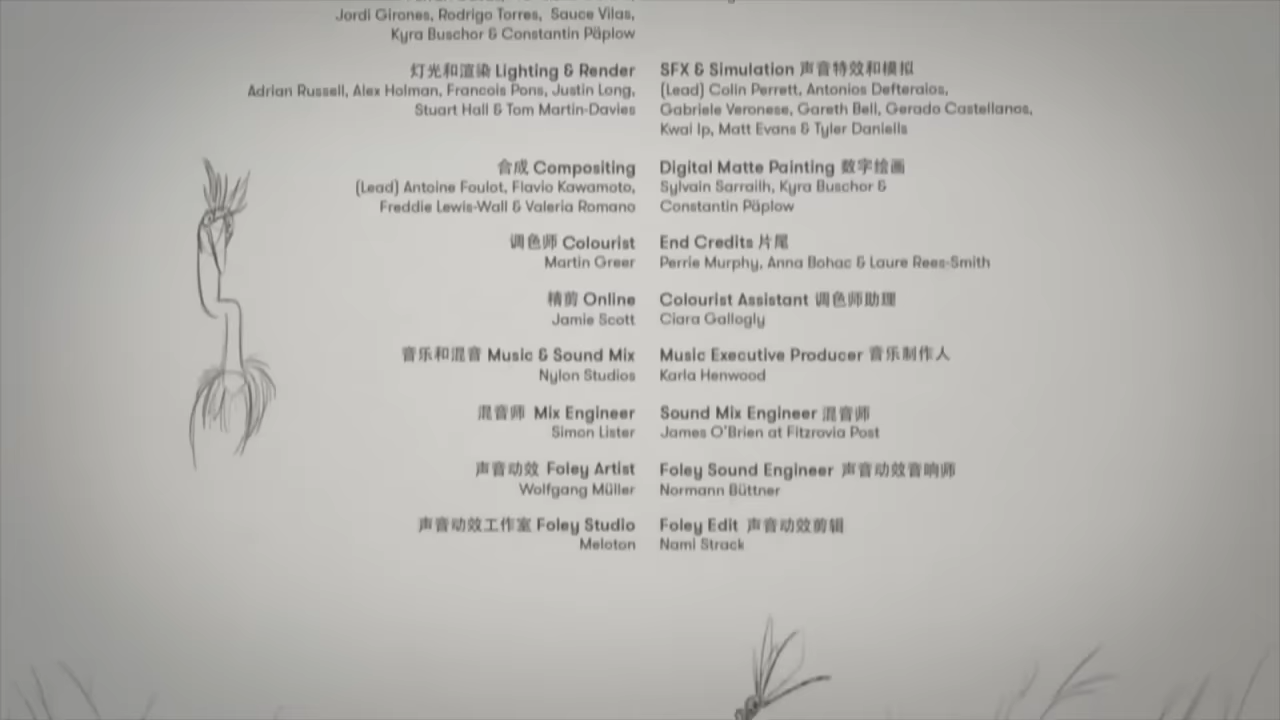 Jordi Girones, Rodrigo Torres, Sauce Vilas,
Kyra Buschor & Constantin Päplow
灯光和渲染 Lighting & Render
Adrian Russell, Alex Holman, Francois Pons, Justin Long,
Stuart Hall & Tom Martin-Davies
SFX & Simulation 声音特效和模拟
(Lead) Colin Perrett, Antonios Defteraios,
Gabriele Veronese, Gareth Bell, Gerado Castellanos,
Kwai Ip, Matt Evans & Tyler Daniells
合成 Compositing
(Lead) Antoine Foulot, Flavio Kawamoto,
Freddie Lewis-Wall & Valeria Romano
Digital Matte Painting 数字绘画
Sylvain Sarrailh, Kyra Buschor &
Constantin Päplow
调色师 Colourist
Martin Greer
End Credits 片尾
Perrie Murphy, Anna Bohac & Laure Rees-Smith
精剪 Online
Jamie Scott
Colourist Assistant 调色师助理
Ciara Gallogly
音乐和混音 Music & Sound Mix
Nylon Studios
Music Executive Producer 音乐制作人
Karla Henwood
混音师 Mix Engineer
Simon Lister
Sound Mix Engineer 混音师
James O'Brien at Fitzrovia Post
声音动效 Foley Artist
Wolfgang Müller
Foley Sound Engineer 声音动效音响师
Normann Büttner
声音动效工作室 Foley Studio
Meloton
Foley Edit 声音动效剪辑
Nami Strack